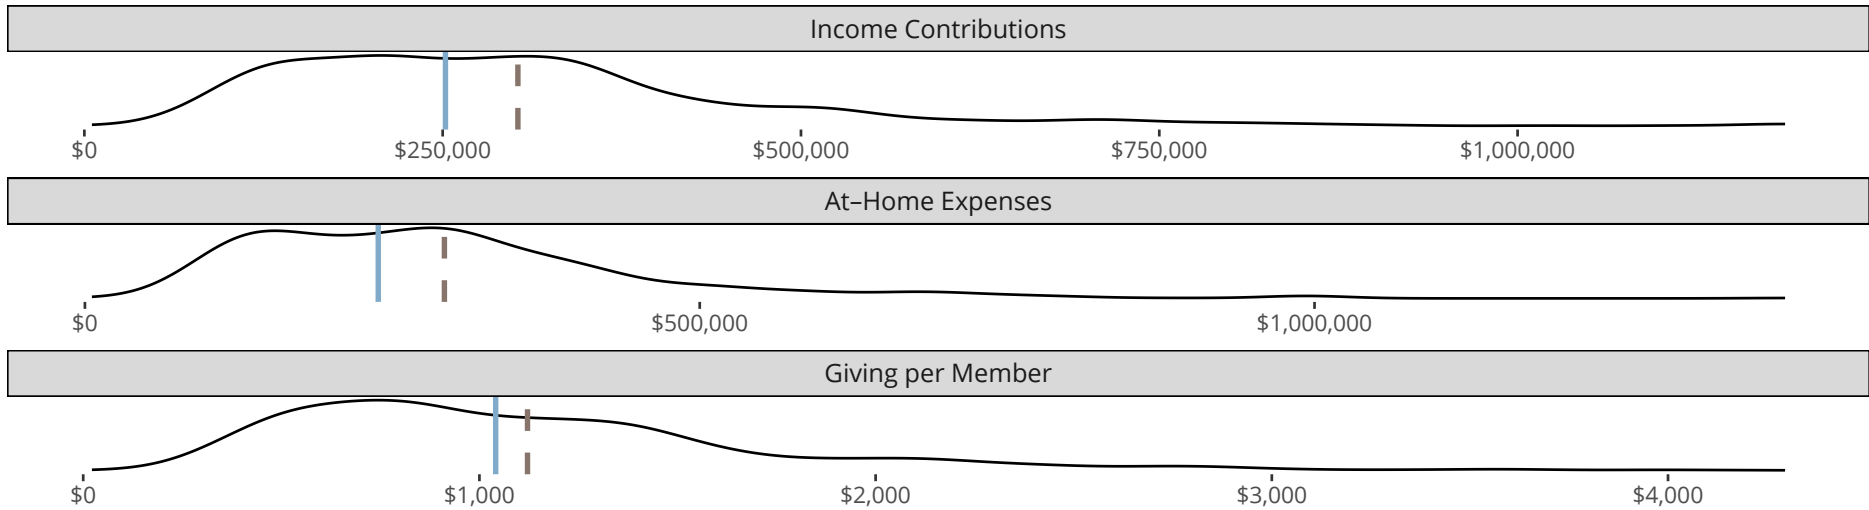 Income Contributions
$0 $250,000 $500,000 $750,000 $1,000,000
At–Home Expenses
$0 $500,000 $1,000,000
Giving per Member
$0 $1,000 $2,000 $3,000 $4,000